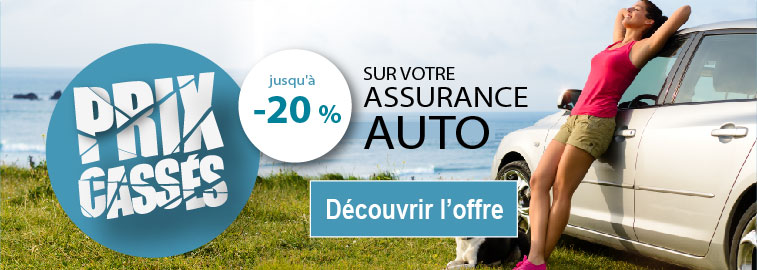 PRIX
CASSÉS
jusqu'à
-20 %
SUR VOTRE
ASSURANCE
AUTO
Découvrir l'offre